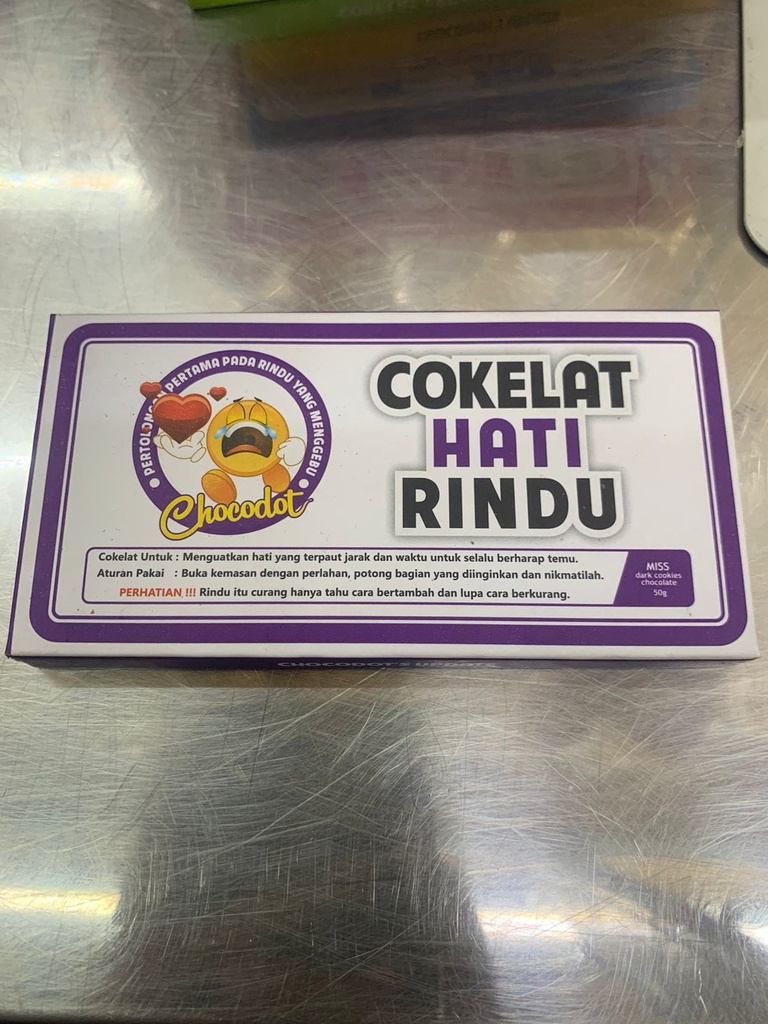 PERTOLONGAN PERTAMA PADA RINDU YANG MENGGEBU
Chocodot
COKELAT
HATI
RINDU
Cokelat Untuk : Menguatkan hati yang terpaut jarak dan waktu untuk selalu berharap temu.
Aturan Pakai : Buka kemasan dengan perlahan, potong bagian yang diinginkan dan nikmatilah.
PERHATIAN !!! Rindu itu curang hanya tahu cara bertambah dan lupa cara berkurang.
MISS
dark cookies
chocolate
50g
CHOCODOT'S UPDATE